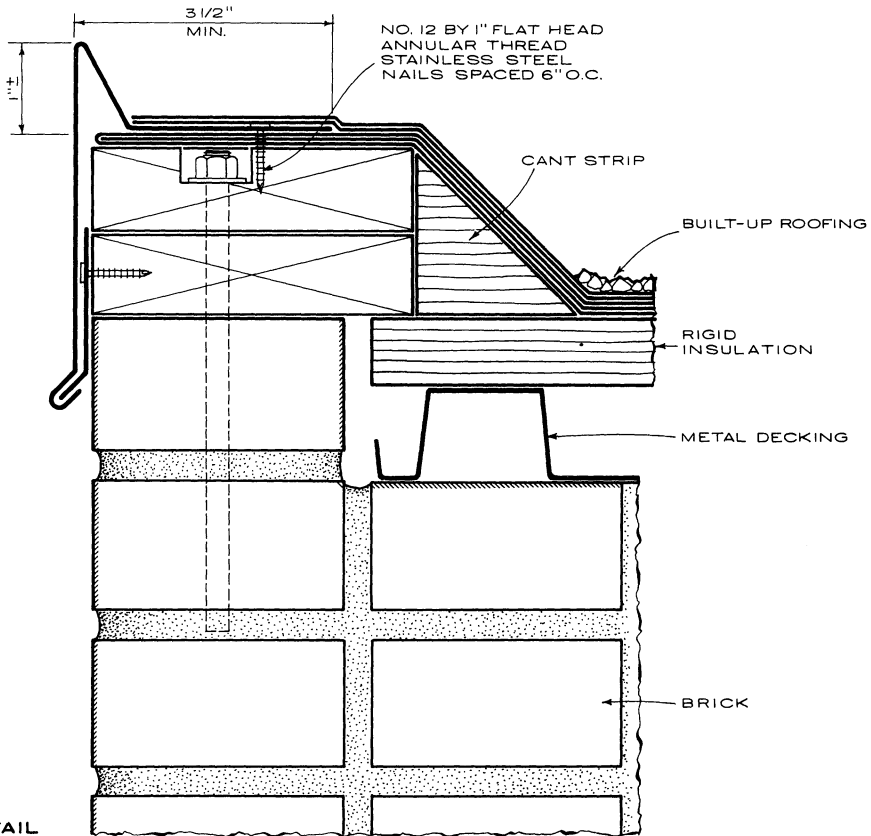 3 1/2"
MIN.
1"±
NO. 12 BY 1" FLAT HEAD
ANNULAR THREAD
STAINLESS STEEL
NAILS SPACED 6" O.C.
CANT STRIP
BUILT-UP ROOFING
RIGID
INSULATION
METAL DECKING
BRICK